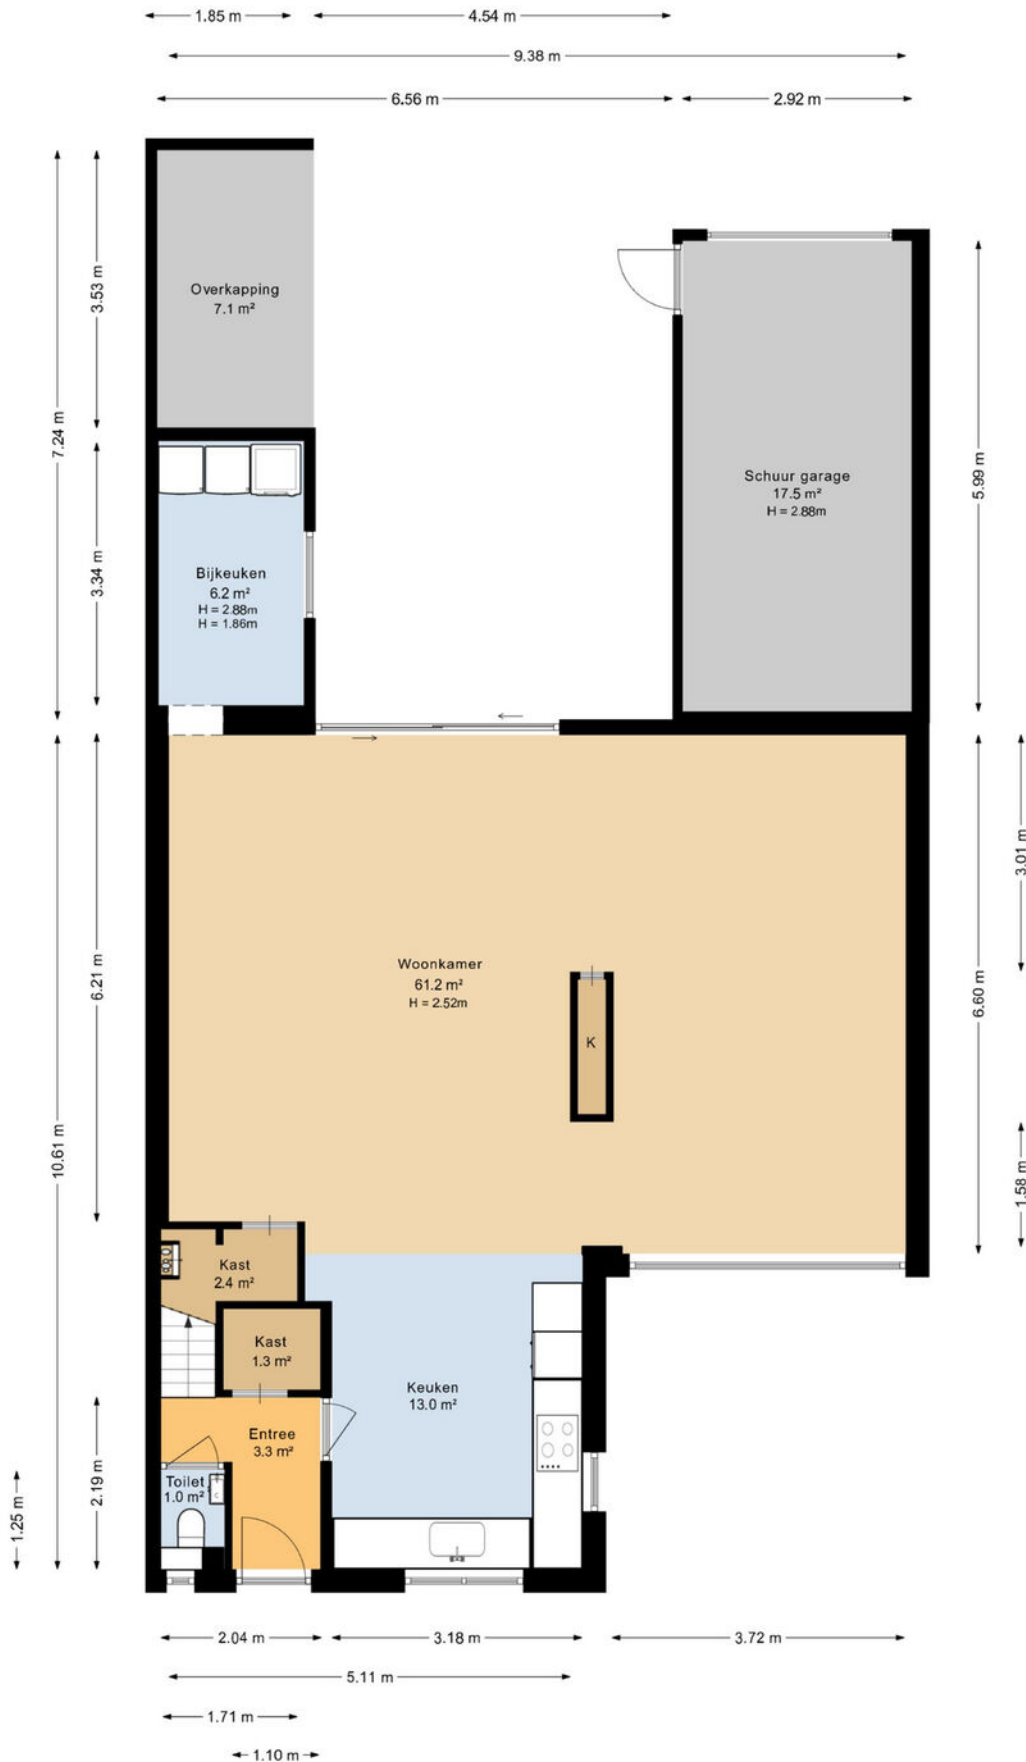 1.85 m
4.54 m
9.38 m
6.56 m
2.92 m
7.24 m
3.53 m
Overkapping
7.1 m²
Schuur garage
17.5 m²
H = 2.88m
5.99 m
3.34 m
Bijkeuken
6.2 m²
H = 2.88m
H = 1.86m
3.01 m
Woonkamer
61.2 m²
H = 2.52m
6.21 m
6.60 m
K
10.61 m
1.58 m
Kast
2.4 m²
Kast
1.3 m²
Keuken
13.0 m²
Entree
3.3 m²
Toilet
1.0 m²
2.19 m
1.25 m
2.04 m
3.18 m
3.72 m
5.11 m
1.71 m
1.10 m